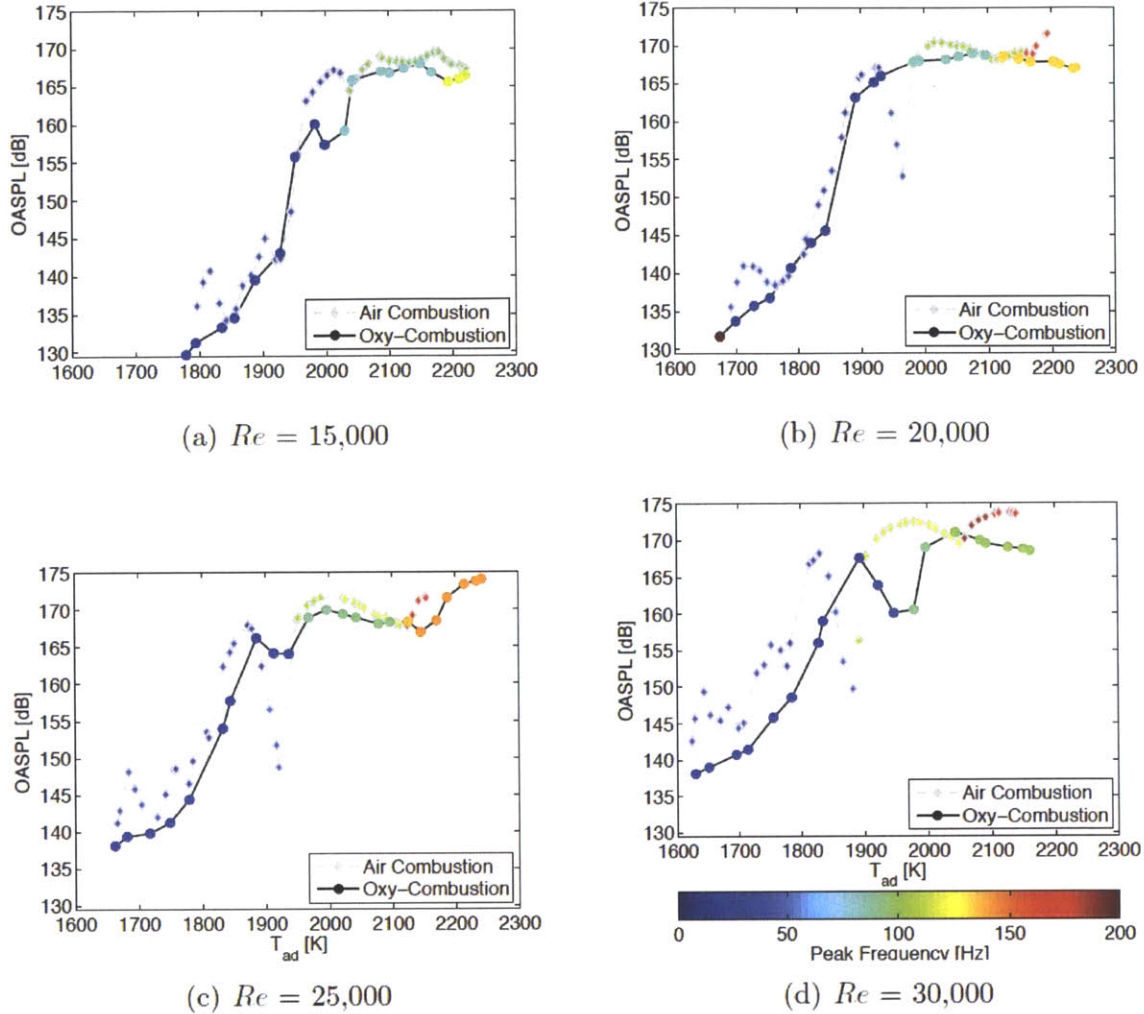 175
170
165
160
155
150
145
140
135
130
OASPL [dB]
1600 1700 1800 1900 2000 2100 2200 2300
Air Combustion
Oxy-Combustion
(a) Re = 15,000
175
170
165
160
155
150
145
140
135
130
OASPL [dB]
1600 1700 1800 1900 2000 2100 2200 2300
Air Combustion
Oxy-Combustion
(b) Re = 20,000
175
170
165
160
155
150
145
140
135
130
OASPL [dB]
1600 1700 1800 1900 2000 2100 2200 2300
T_ad [K]
Air Combustion
Oxy-Combustion
(c) Re = 25,000
175
170
165
160
155
150
145
140
135
130
OASPL [dB]
1600 1700 1800 1900 2000 2100 2200 2300
T_ad [K]
Air Combustion
Oxy-Combustion
0 50 100 150 200
Peak Frequency [Hz]
(d) Re = 30,000